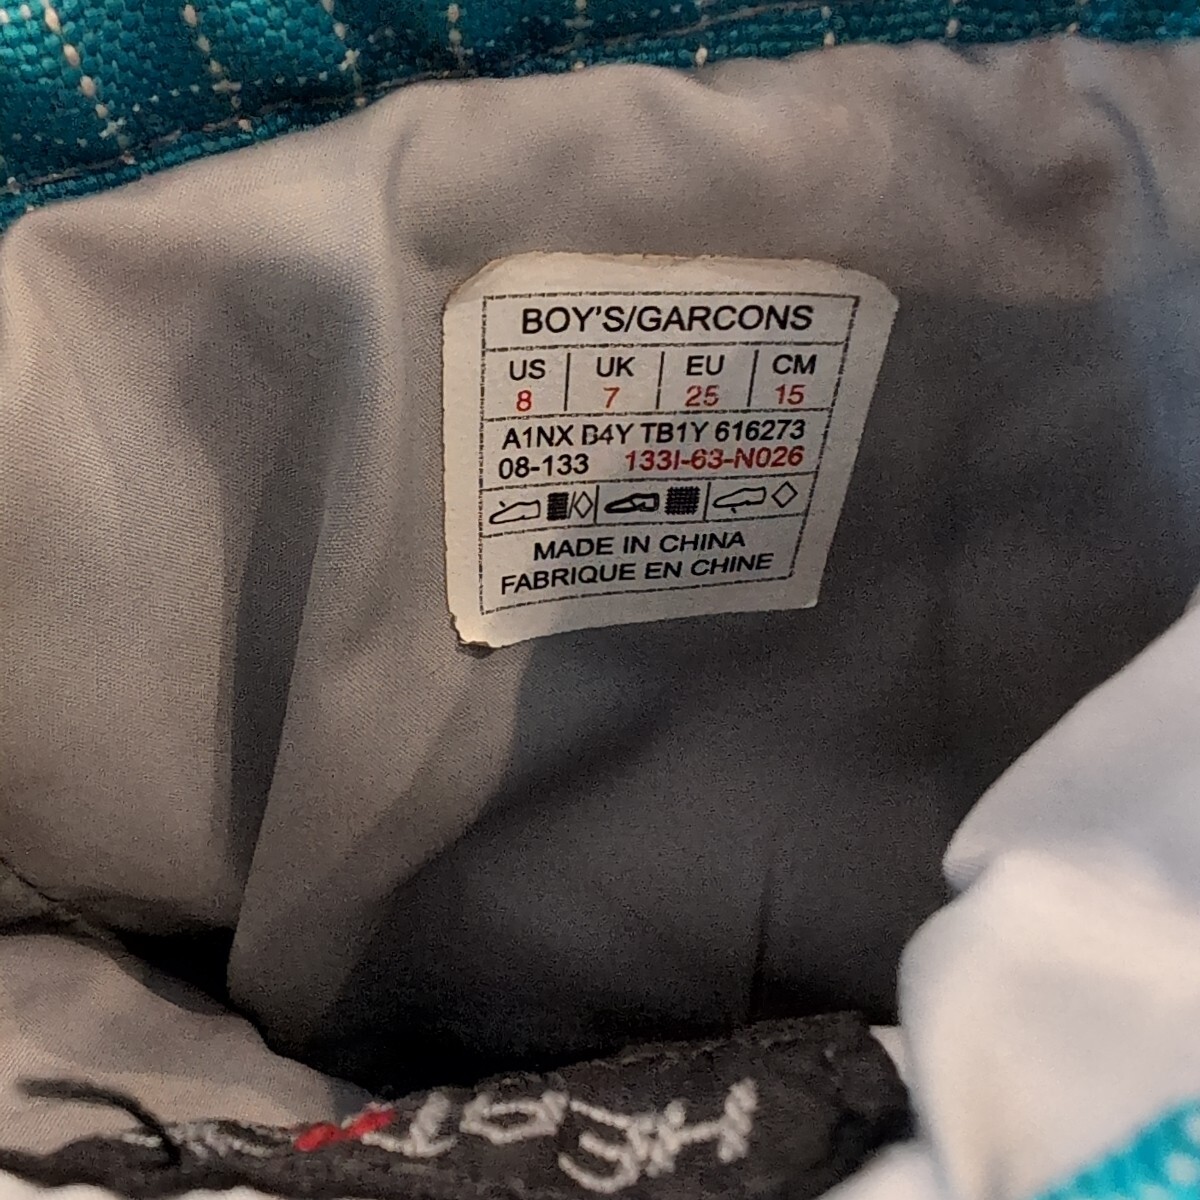 BOY'S/GARCONS
US UK EU CM
8 7 25 15
A1NX B4Y TB1Y 616273
08-133 133I-63-N026
MADE IN CHINA
FABRIQUE EN CHINE